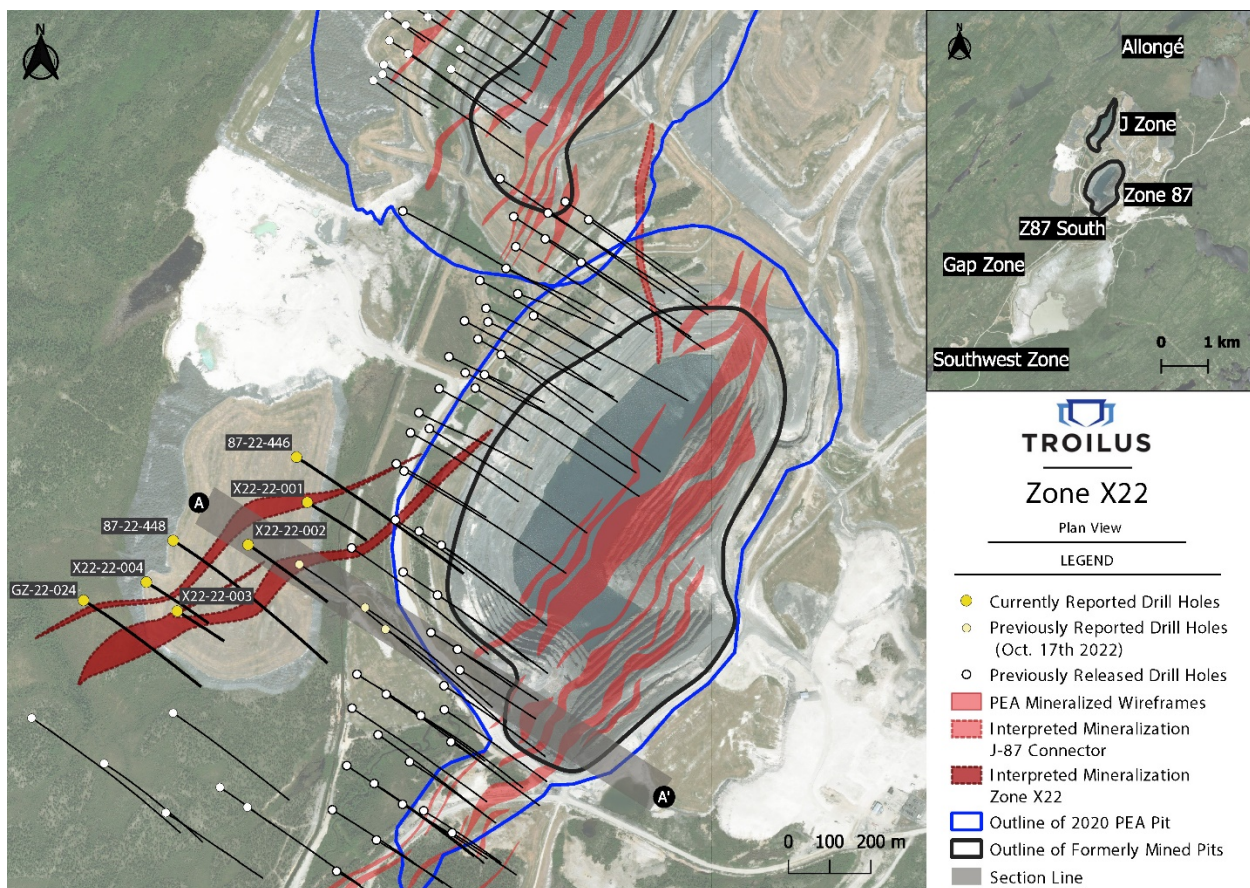 N
87-22-446
A
X22-22-001
87-22-448
X22-22-002
X22-22-004
GZ-22-024
X22-22-003
A'
0 100 200 m
N
Allongé
J Zone
Zone 87
Z87 South
Gap Zone
Southwest Zone
0 1 km
TROILUS
Zone X22
Plan View
LEGEND
Currently Reported Drill Holes
Previously Reported Drill Holes
(Oct. 17th 2022)
Previously Released Drill Holes
PEA Mineralized Wireframes
Interpreted Mineralization
J-87 Connector
Interpreted Mineralization
Zone X22
Outline of 2020 PEA Pit
Outline of Formerly Mined Pits
Section Line